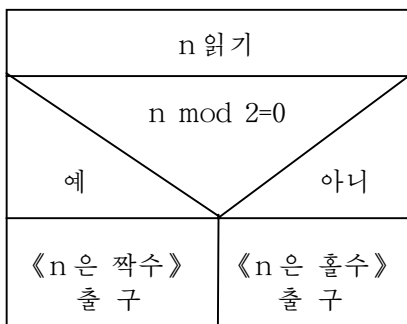 n 읽기
n mod 2=0
예
아니
《n 은 짝수》
출 구
《n 은 홀수》
출 구